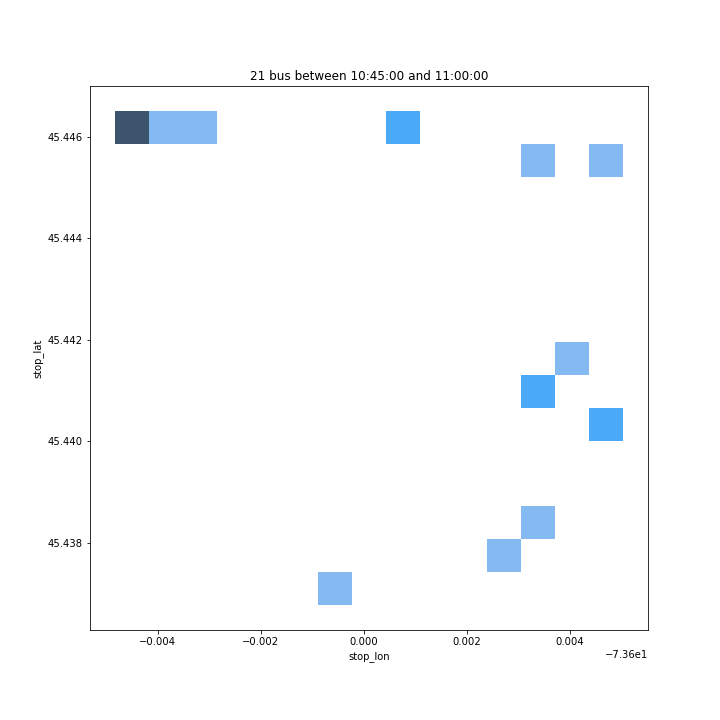 21 bus between 10:45:00 and 11:00:00
45.446
45.444
45.442
45.440
45.438
stop_lat
−0.004 −0.002 0.000 0.002 0.004
stop_lon
−7.36e1